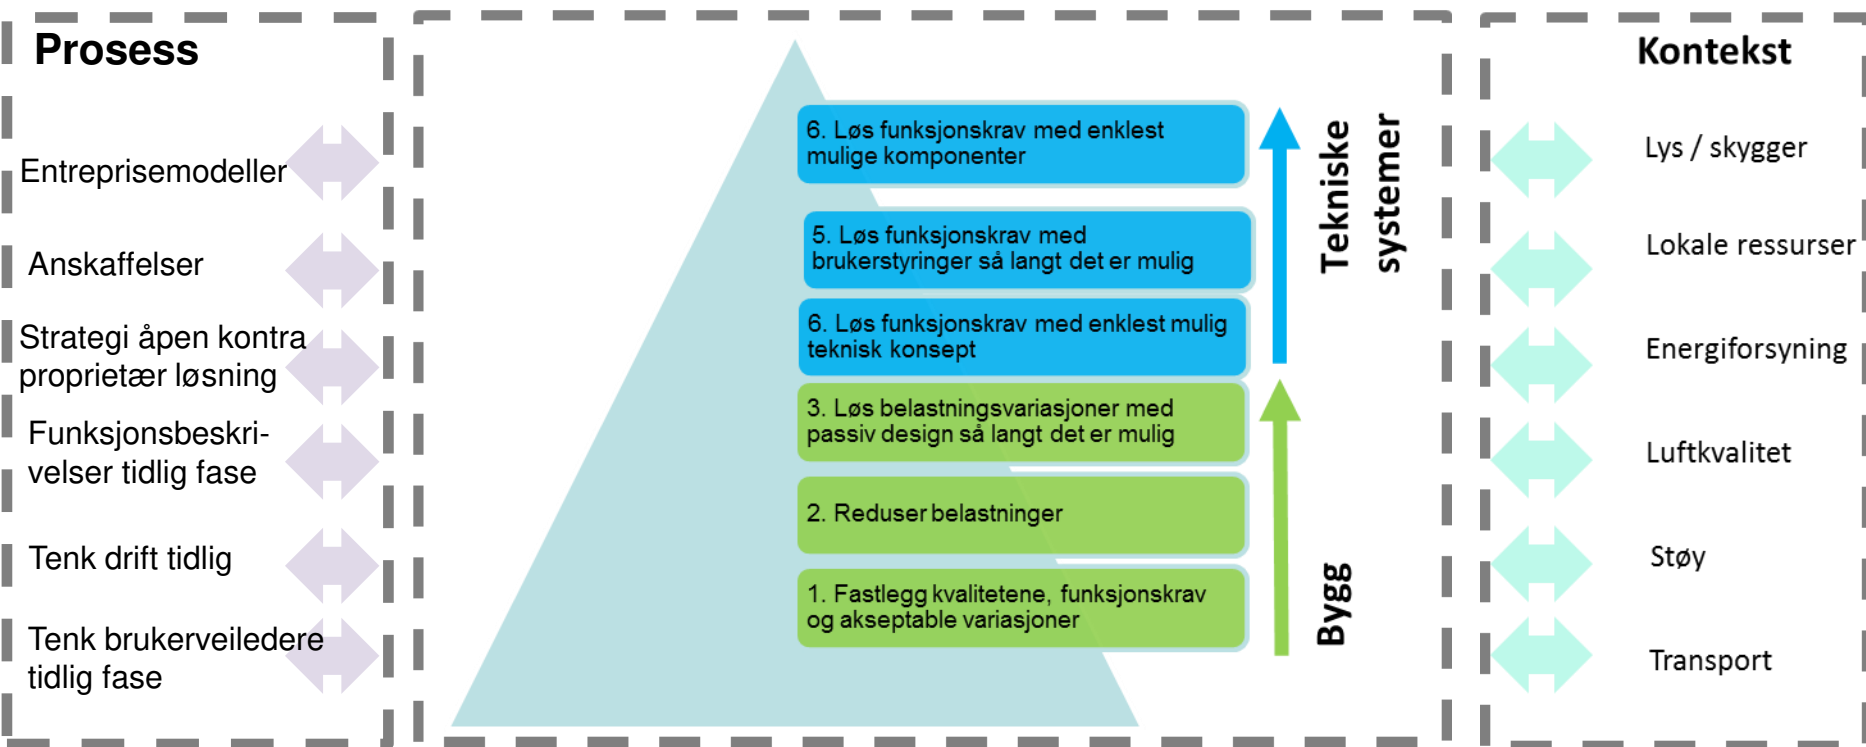 Prosess
Entreprisemodeller
Anskaffelser
Strategi åpen kontra
proprietær løsning
Funksjonsbeskri-
velser tidlig fase
Tenk drift tidlig
Tenk brukerveiledere
tidlig fase
6. Løs funksjonskrav med enklest
mulige komponenter
5. Løs funksjonskrav med
brukerstyringer så langt det er mulig
6. Løs funksjonskrav med enklest mulig
teknisk konsept
3. Løs belastningsvariasjoner med
passiv design så langt det er mulig
2. Reduser belastninger
1. Fastlegg kvalitetene, funksjonskrav
og akseptable variasjoner
Tekniske
systemer
Bygg
Kontekst
Lys / skygger
Lokale ressurser
Energiforsyning
Luftkvalitet
Støy
Transport